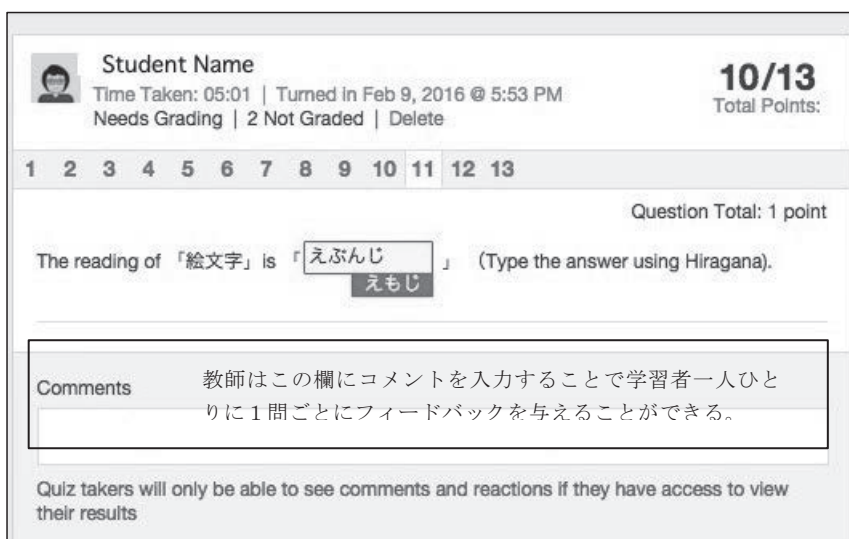 Student Name
10/13
Time Taken: 05:01 | Turned in Feb 9, 2016 @ 5:53 PM
Total Points:
Needs Grading | 2 Not Graded | Delete
1 2 3 4 5 6 7 8 9 10 11 12 13
Question Total: 1 point
The reading of 「絵文字」 is 「えぶんじ」 (Type the answer using Hiragana).
えもじ
Comments
教師はこの欄にコメントを入力することで学習者一人ひと
りに１問ごとにフィードバックを与えることができる。
Quiz takers will only be able to see comments and reactions if they have access to view
their results